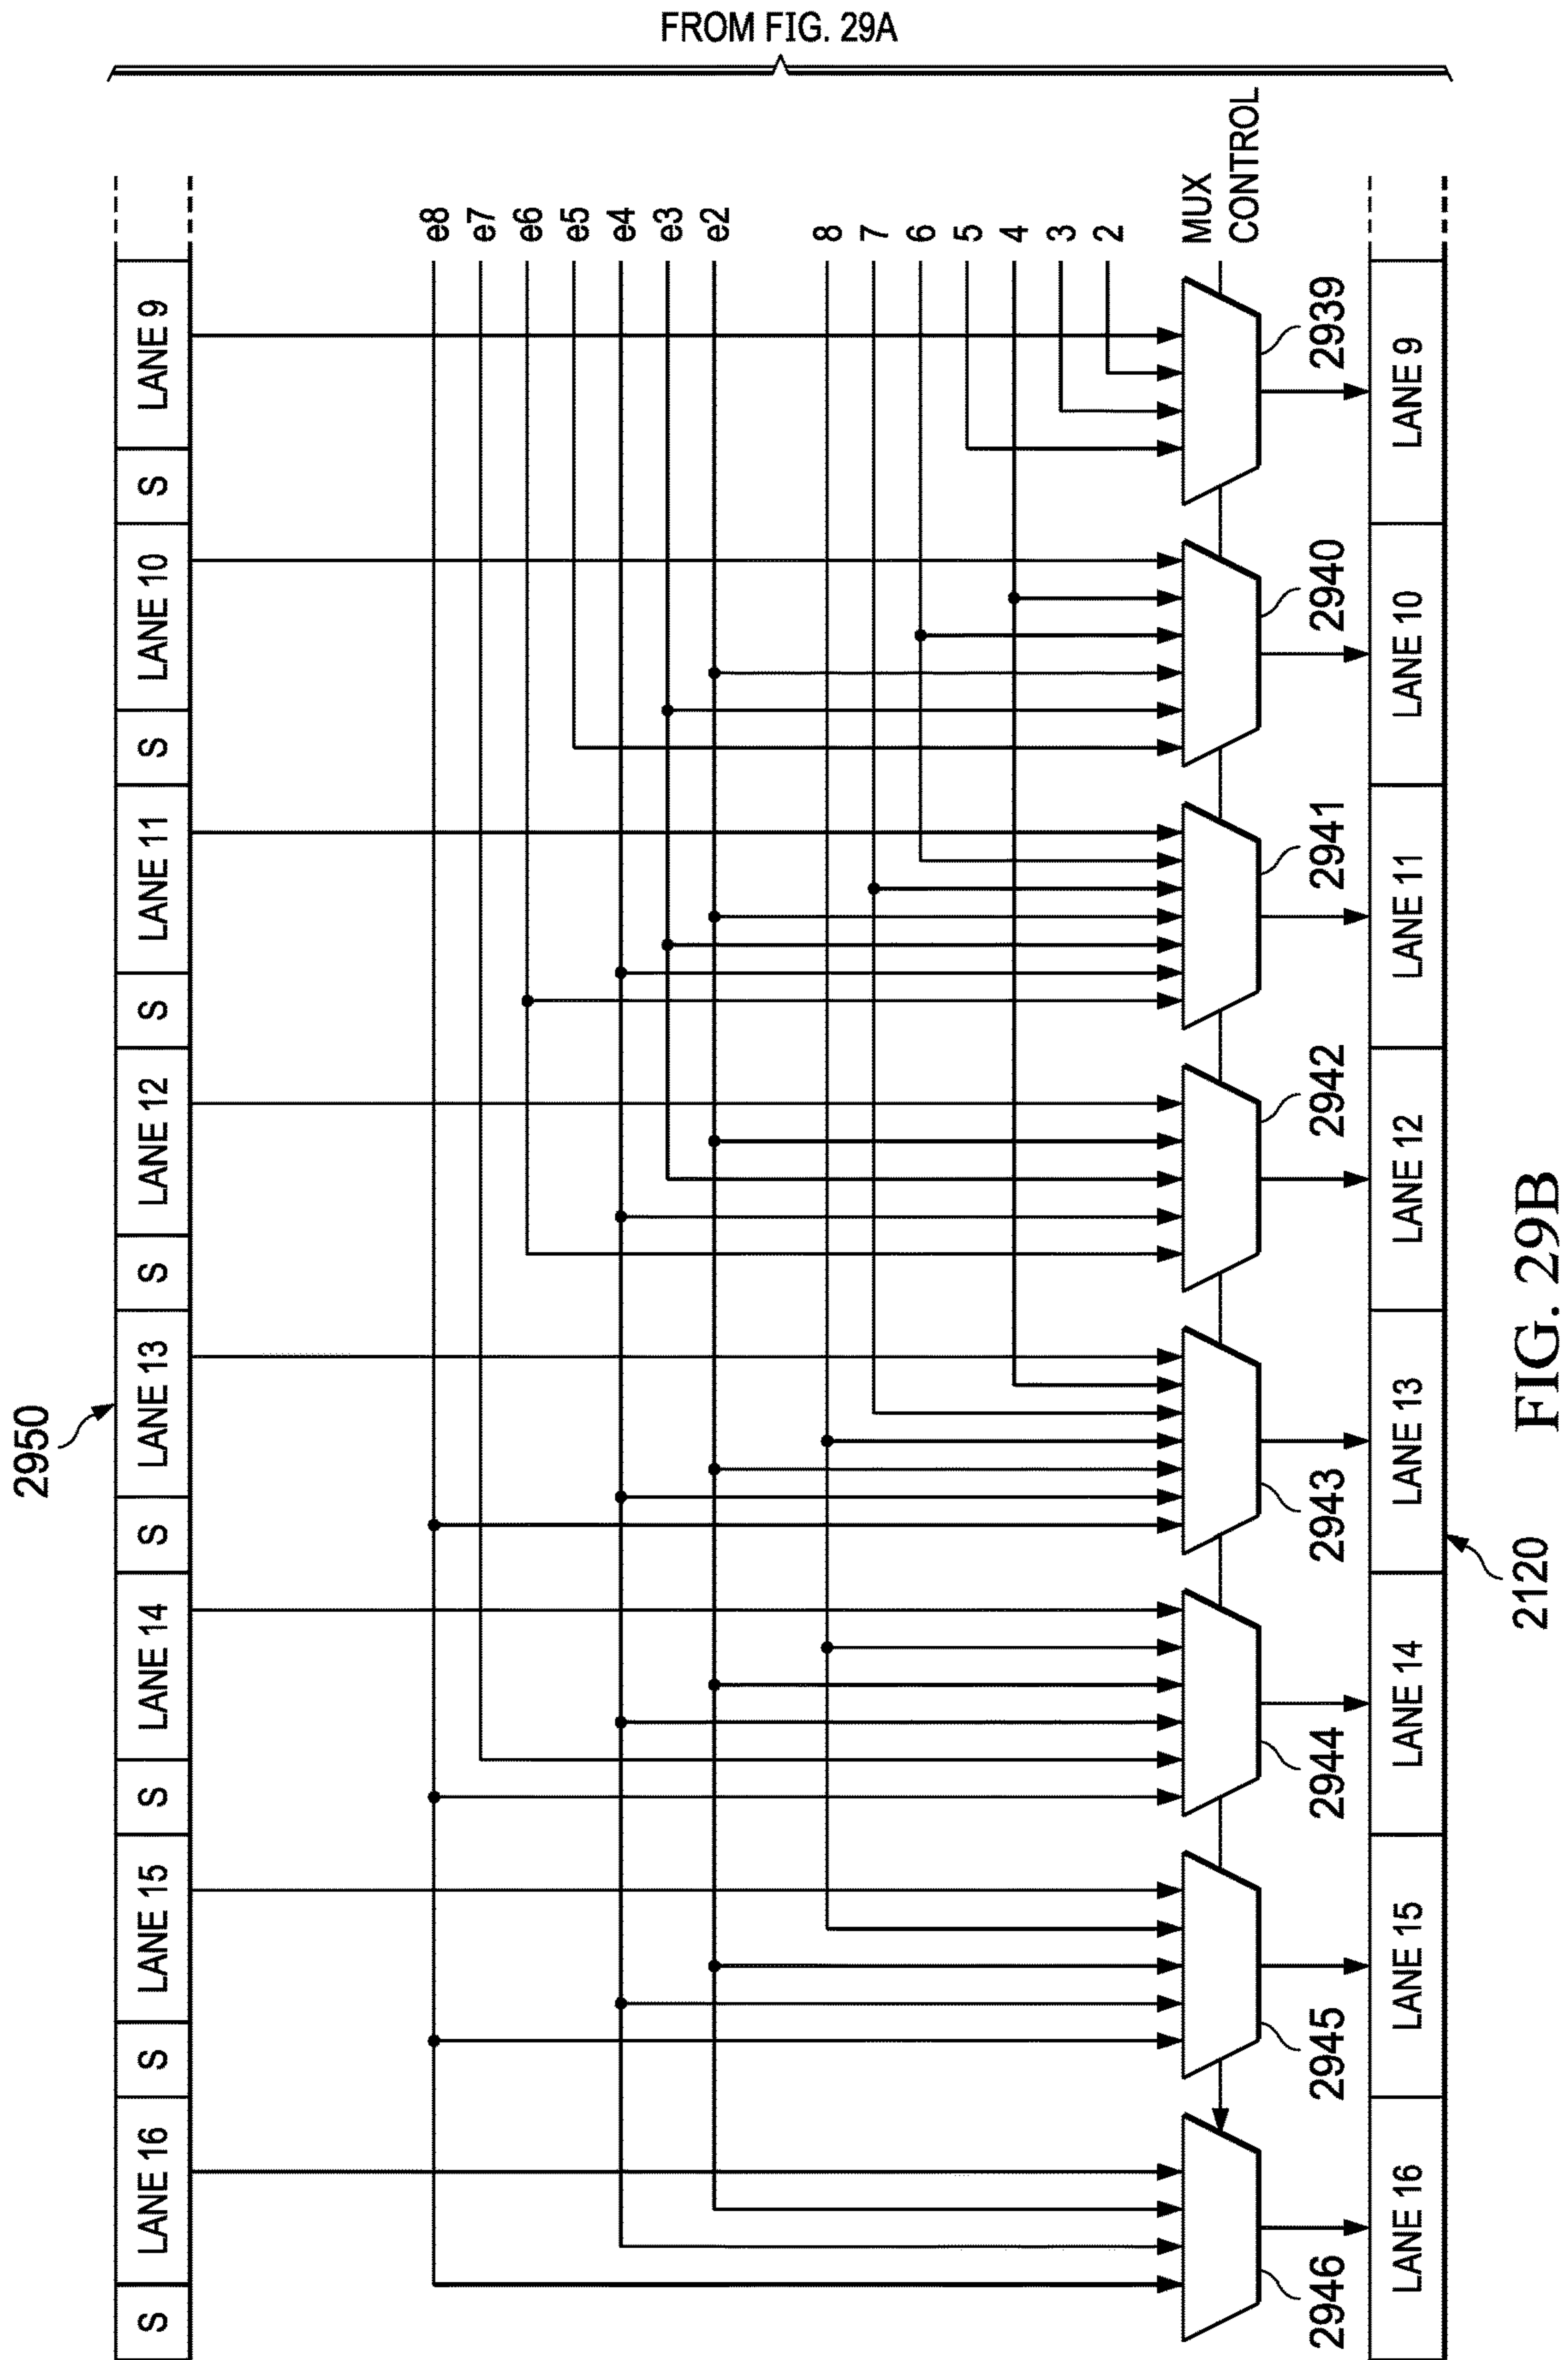 FROM FIG. 29A
2950
S LANE 16 S LANE 15 S LANE 14 S LANE 13 S LANE 12 S LANE 11 S LANE 10 S LANE 9
e8
e7
e6
e5
e4
e3
e2
8
7
6
5
4
3
2
MUX
CONTROL
2946 2945 2944 2943 2942 2941 2940 2939
LANE 16 LANE 15 LANE 14 LANE 13 LANE 12 LANE 11 LANE 10 LANE 9
2120
FIG. 29B